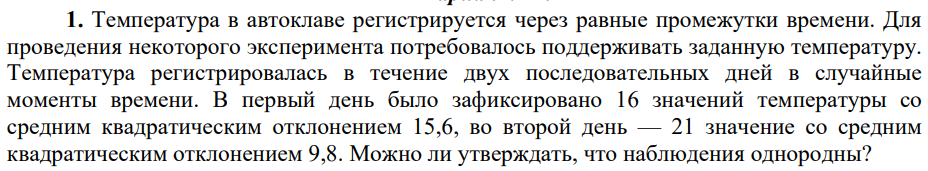 1. Температура в автоклаве регистрируется через равные промежутки времени. Для
проведения некоторого эксперимента потребовалось поддерживать заданную температуру.
Температура регистрировалась в течение двух последовательных дней в случайные
моменты времени. В первый день было зафиксировано 16 значений температуры со
средним квадратическим отклонением 15,6, во второй день — 21 значение со средним
квадратическим отклонением 9,8. Можно ли утверждать, что наблюдения однородны?